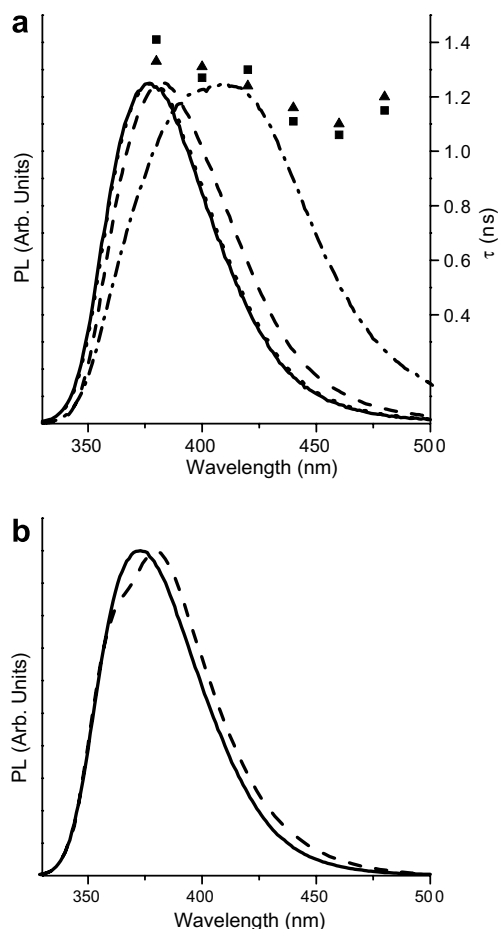 a
PL (Arb. Units)
1.4
1.2
1.0
0.8
0.6
0.4
τ (ns)
350 400 450 500
Wavelength (nm)
b
PL (Arb. Units)
350 400 450 500
Wavelength (nm)